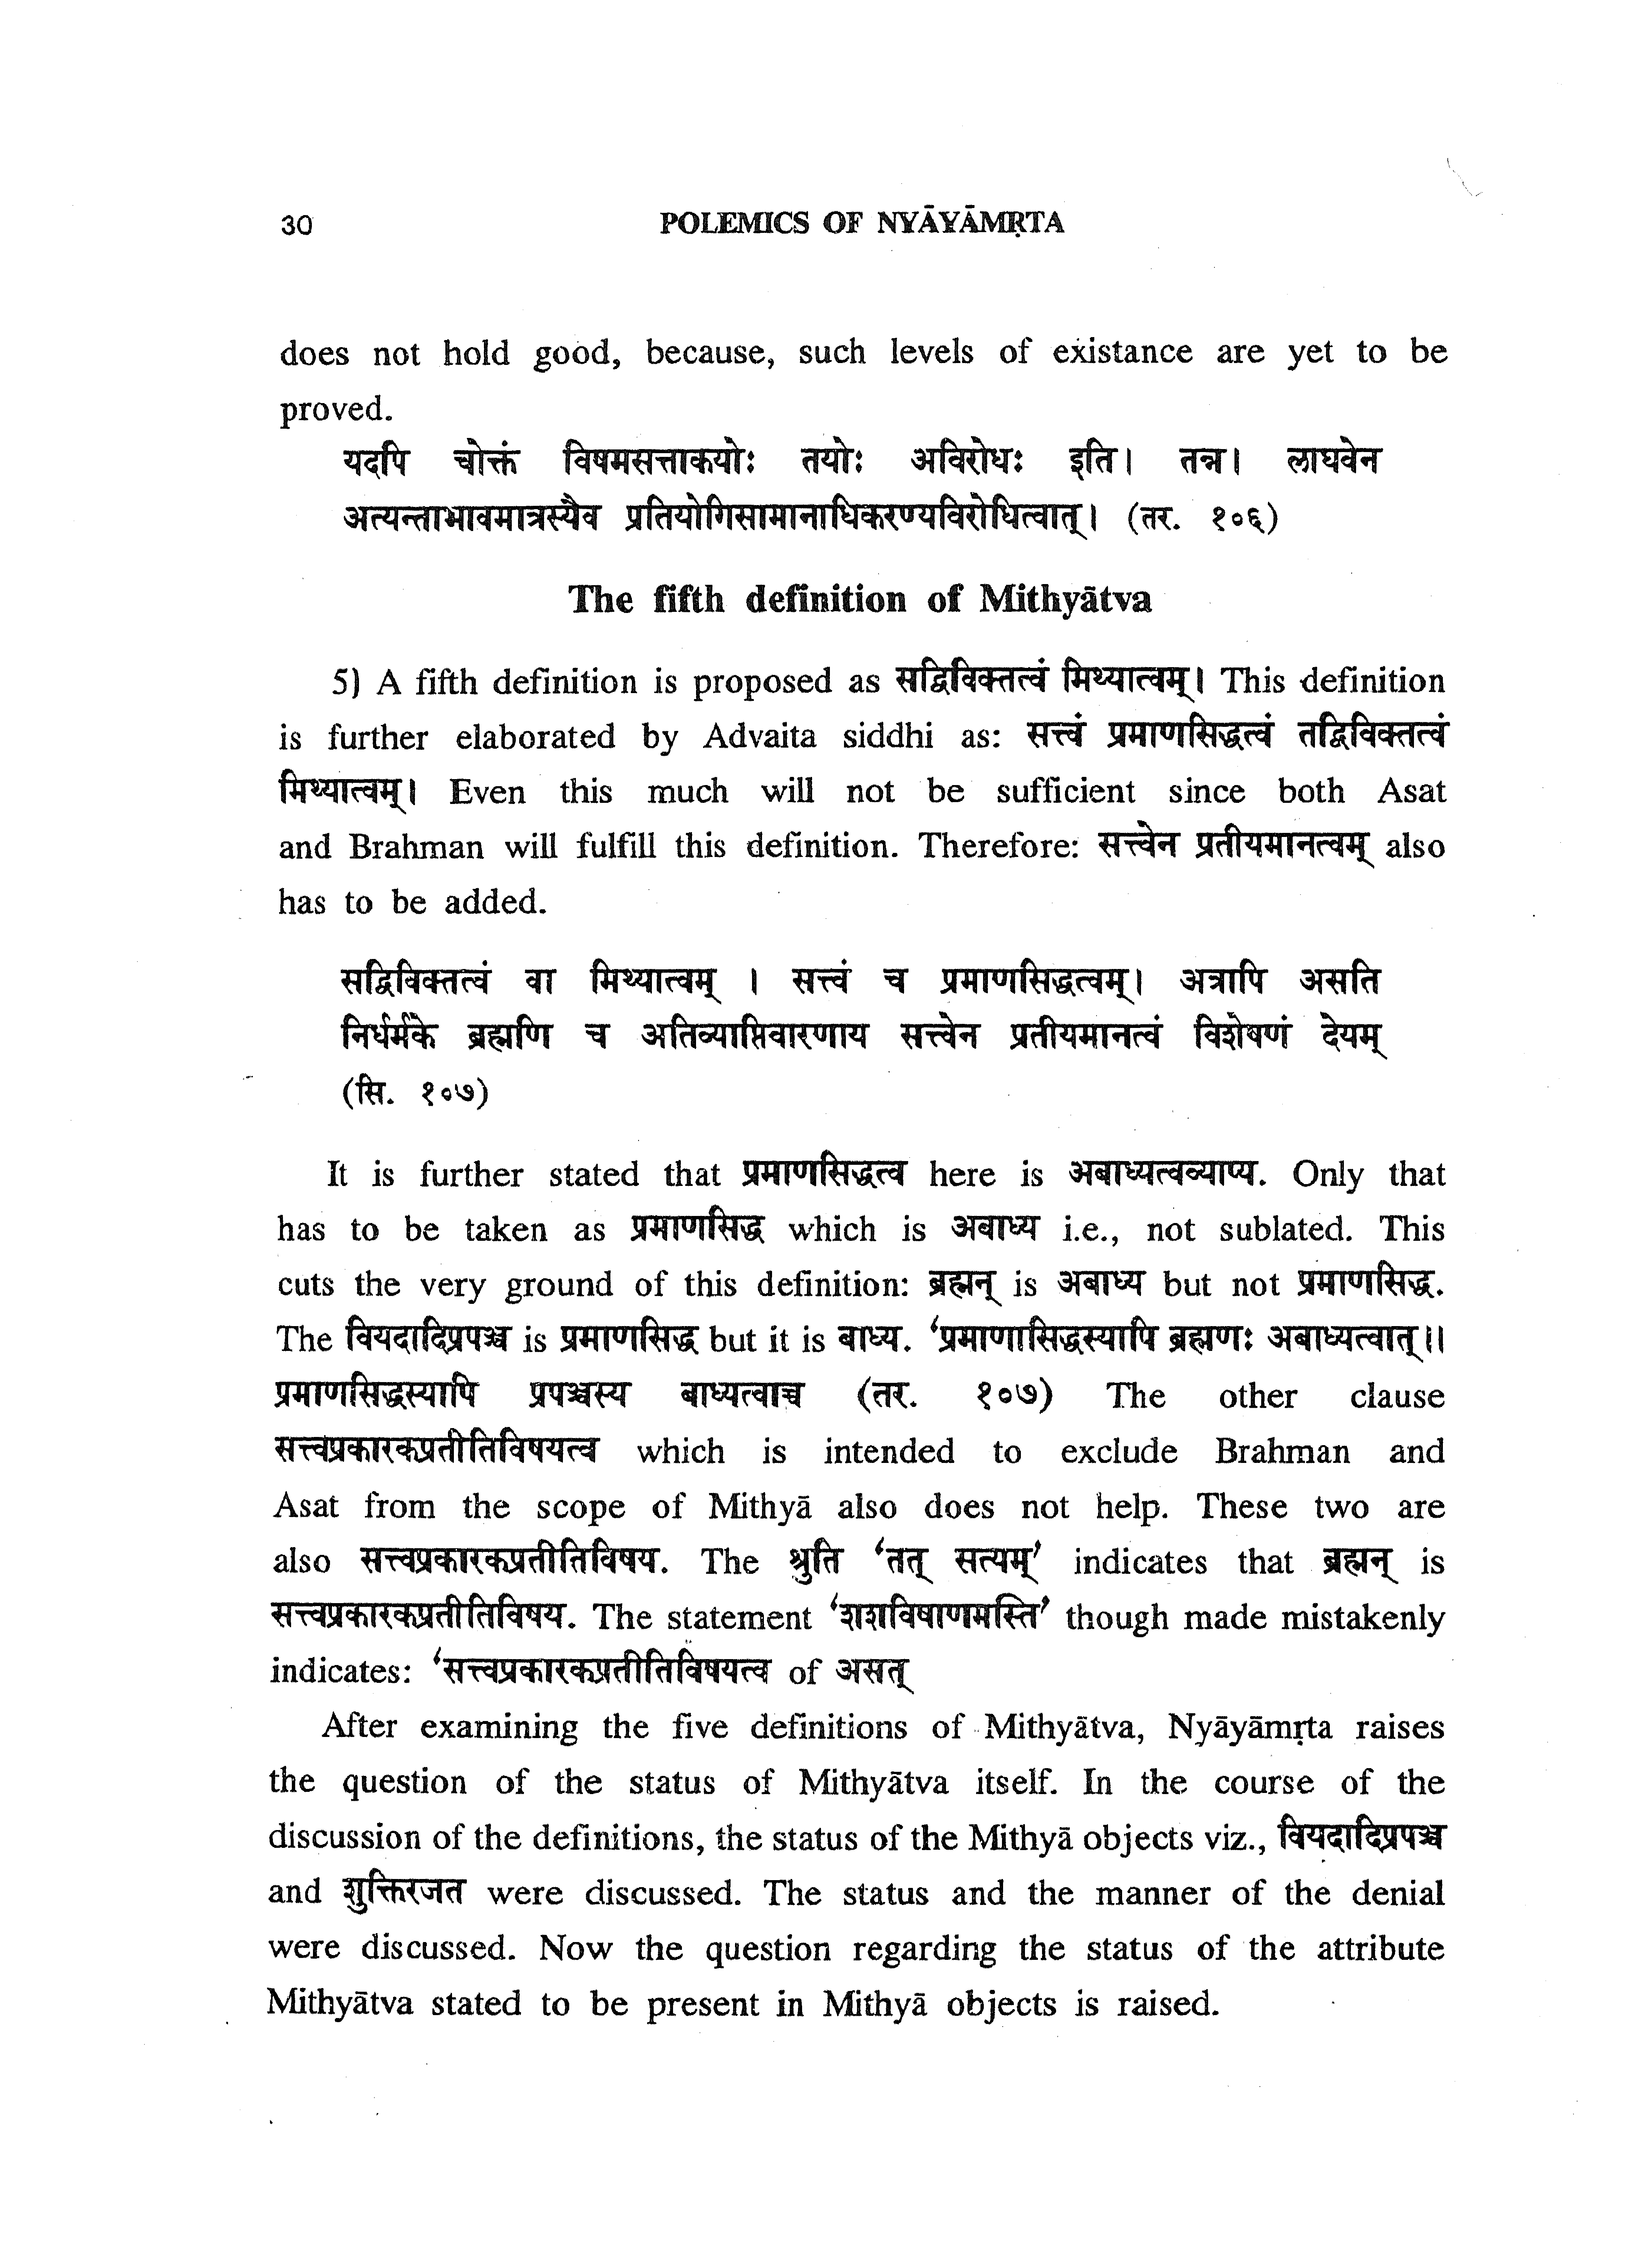 30 POLEMICS OF NYĀYĀMṚTA
does not hold good, because, such levels of existance are yet to be
proved.
यदपि चोक्तं विषमसत्ताकयोः तयोः अविरोधः इति। तन्न। लाघवेन
अत्यन्ताभावमात्रस्यैव प्रतियोगिसामानाधिकरण्यविरोधित्वात्। (तर. १०६)
The fifth definition of Mithyātva
5) A fifth definition is proposed as सद्विविक्तत्वं मिथ्यात्वम्। This definition
is further elaborated by Advaita siddhi as: सत्त्वं प्रमाणसिद्धत्वं तद्विविक्तत्वं
मिथ्यात्वम्। Even this much will not be sufficient since both Asat
and Brahman will fulfill this definition. Therefore: सत्त्वेन प्रतीयमानत्वम् also
has to be added.
सद्विविक्तत्वं वा मिथ्यात्वम् । सत्त्वं च प्रमाणसिद्धत्वम्। अत्रापि असति
निर्धर्मके ब्रह्मणि च अतिव्याप्तिवारणाय सत्त्वेन प्रतीयमानत्वं विशेषणं देयम्
(सि. १०७)
It is further stated that प्रमाणसिद्धत्व here is अबाध्यत्वव्याप्य. Only that
has to be taken as प्रमाणसिद्ध which is अबाध्य i.e., not sublated. This
cuts the very ground of this definition: ब्रह्मन् is अबाध्य but not प्रमाणसिद्ध.
The वियदादिप्रपञ्च is प्रमाणसिद्ध but it is बाध्य. ‘प्रमाणासिद्धस्यापि ब्रह्मणः अबाध्यत्वात्॥
प्रमाणसिद्धस्यापि प्रपञ्चस्य बाध्यत्वाच्च (तर. १०७) The other clause
सत्त्वप्रकारकप्रतीतिविषयत्व which is intended to exclude Brahman and
Asat from the scope of Mithyā also does not help. These two are
also सत्त्वप्रकारकप्रतीतिविषय. The श्रुति ‘तत् सत्यम्’ indicates that ब्रह्मन् is
सत्त्वप्रकारकप्रतीतिविषय. The statement ‘शशविषाणमस्ति’ though made mistakenly
indicates: ‘सत्त्वप्रकारकप्रतीतिविषयत्व of असत्
After examining the five definitions of Mithyātva, Nyāyāmṛta raises
the question of the status of Mithyātva itself. In the course of the
discussion of the definitions, the status of the Mithyā objects viz., वियदादिप्रपञ्च
and शुक्तिरजत were discussed. The status and the manner of the denial
were discussed. Now the question regarding the status of the attribute
Mithyātva stated to be present in Mithyā objects is raised.